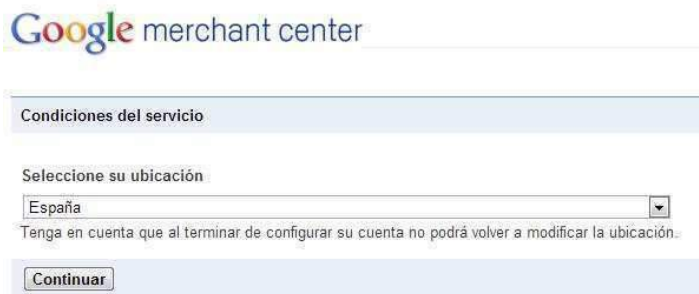 Google merchant center
Condiciones del servicio
Seleccione su ubicación
España
Tenga en cuenta que al terminar de configurar su cuenta no podrá volver a modificar la ubicación.
Continuar